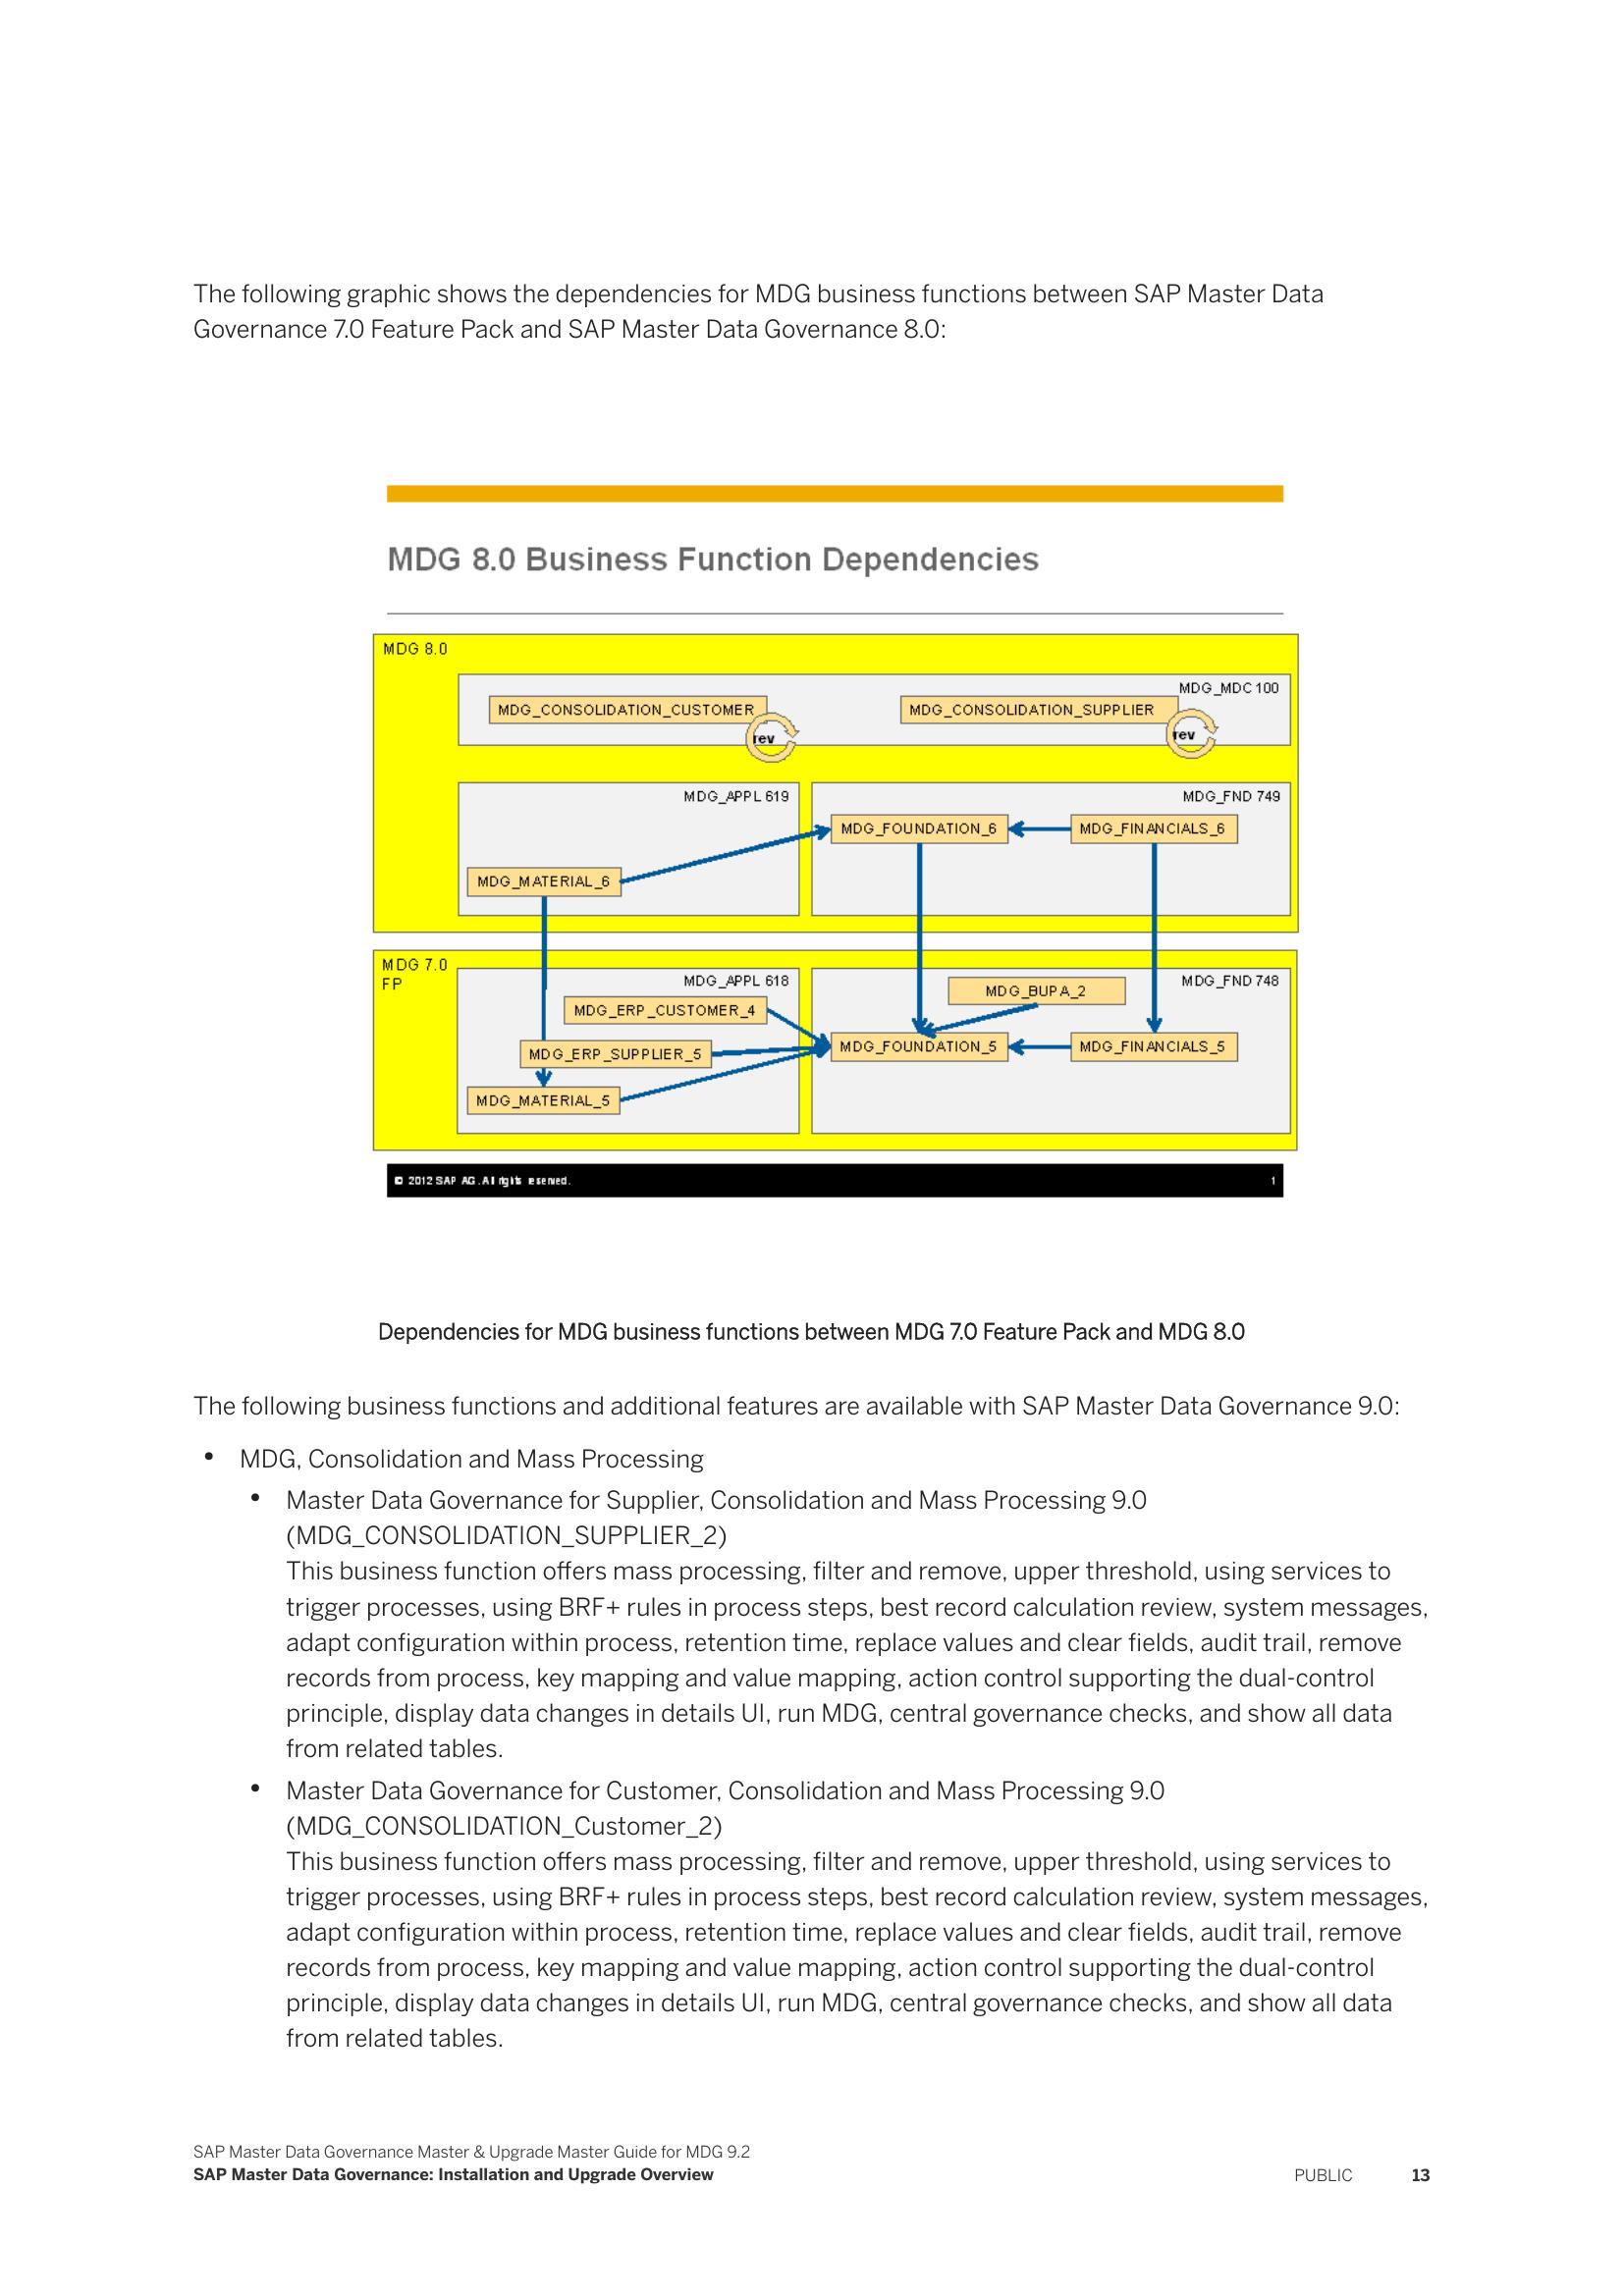 The following graphic shows the dependencies for MDG business functions between SAP Master Data
Governance 7.0 Feature Pack and SAP Master Data Governance 8.0:
MDG 8.0 Business Function Dependencies
MDG 8.0
MDG_MDC 100
MDG_CONSOLIDATION_CUSTOMER
rev
MDG_CONSOLIDATION_SUPPLIER
rev
MDG_APPL 619
MDG_MATERIAL_6
MDG_FND 749
MDG_FOUNDATION_6
MDG_FINANCIALS_6
MDG 7.0
FP
MDG_APPL 618
MDG_ERP_CUSTOMER_4
MDG_ERP_SUPPLIER_5
MDG_MATERIAL_5
MDG_FND 748
MDG_BUPA_2
MDG_FOUNDATION_5
MDG_FINANCIALS_5
© 2012 SAP AG. All rights reserved.
1
Dependencies for MDG business functions between MDG 7.0 Feature Pack and MDG 8.0
The following business functions and additional features are available with SAP Master Data Governance 9.0:
• MDG, Consolidation and Mass Processing
• Master Data Governance for Supplier, Consolidation and Mass Processing 9.0
(MDG_CONSOLIDATION_SUPPLIER_2)
This business function offers mass processing, filter and remove, upper threshold, using services to
trigger processes, using BRF+ rules in process steps, best record calculation review, system messages,
adapt configuration within process, retention time, replace values and clear fields, audit trail, remove
records from process, key mapping and value mapping, action control supporting the dual-control
principle, display data changes in details UI, run MDG, central governance checks, and show all data
from related tables.
• Master Data Governance for Customer, Consolidation and Mass Processing 9.0
(MDG_CONSOLIDATION_Customer_2)
This business function offers mass processing, filter and remove, upper threshold, using services to
trigger processes, using BRF+ rules in process steps, best record calculation review, system messages,
adapt configuration within process, retention time, replace values and clear fields, audit trail, remove
records from process, key mapping and value mapping, action control supporting the dual-control
principle, display data changes in details UI, run MDG, central governance checks, and show all data
from related tables.
SAP Master Data Governance Master & Upgrade Master Guide for MDG 9.2
SAP Master Data Governance: Installation and Upgrade Overview
PUBLIC 13